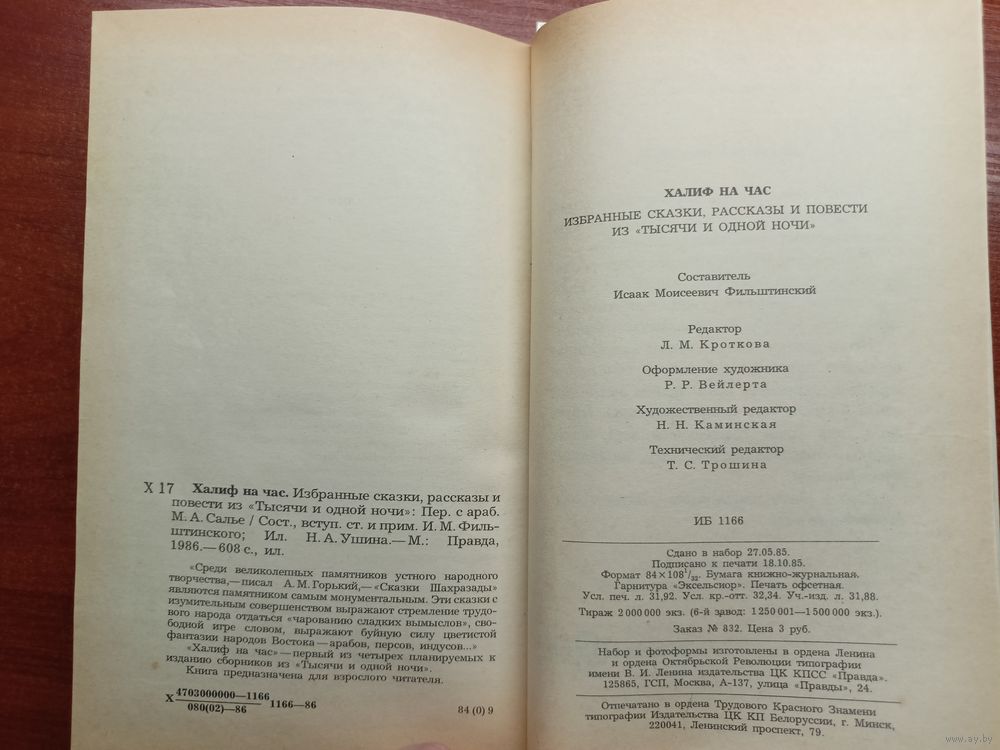 Х 17 Халиф на час. Избранные сказки, рассказы и
повести из «Тысячи и одной ночи»: Пер. с араб.
М. А. Салье / Сост., вступ. ст. и прим. И. М. Филь-
штинского; Ил. Н. А. Ушина.— М.: Правда,
1986.— 608 с., ил.
«Среди великолепных памятников устного народного
творчества,— писал А. М. Горький,— «Сказки Шахразады»
являются памятником самым монументальным. Эти сказки с
изумительным совершенством выражают стремление трудо-
вого народа отдаться «чарованию сладких вымыслов», сво-
бодной игре словом, выражают буйную силу цветистой
фантазии народов Востока — арабов, персов, индусов...»
«Халиф на час» — первый из четырех планируемых к
изданию сборников из «Тысячи и одной ночи».
Книга предназначена для взрослого читателя.
Х 4703000000—1166
080(02)—86
1166—86
84 (0) 9
ХАЛИФ НА ЧАС
ИЗБРАННЫЕ СКАЗКИ, РАССКАЗЫ И ПОВЕСТИ
ИЗ «ТЫСЯЧИ И ОДНОЙ НОЧИ»
Составитель
Исаак Моисеевич Фильштинский
Редактор
Л. М. Кроткова
Оформление художника
Р. Р. Вейлерта
Художественный редактор
Н. Н. Каминская
Технический редактор
Т. С. Трошина
ИБ 1166
Сдано в набор 27.05.85.
Подписано к печати 18.10.85.
Формат 84 × 108¹/₃₂. Бумага книжно-журнальная.
Гарнитура «Эксельсиор». Печать офсетная.
Усл. печ. л. 31,92. Усл. кр.-отт. 32,34. Уч.-изд. л. 31,88.
Тираж 2 000 000 экз. (6-й завод: 1 250 001—1 500 000 экз.).
Заказ № 832. Цена 3 руб.
Набор и фотоформы изготовлены в ордена Ленина
и ордена Октябрьской Революции типографии
имени В. И. Ленина издательства ЦК КПСС «Правда».
125865, ГСП, Москва, А-137, улица «Правды», 24.
Отпечатано в ордена Трудового Красного Знамени
типографии Издательства ЦК КП Белоруссии, г. Минск,
220041, Ленинский проспект, 79.
www.ay.by